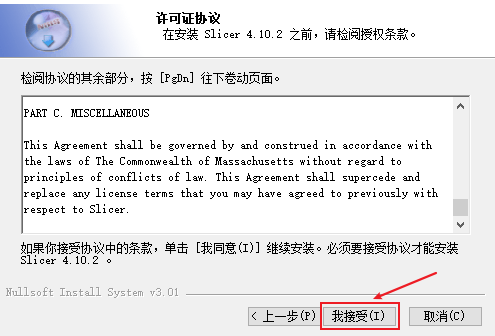 许可证协议
在安装 Slicer 4.10.2 之前，请检阅授权条款。
检阅协议的其余部分，按 [PgDn] 往下卷动页面。
PART C. MISCELLANEOUS
This Agreement shall be governed by and construed in accordance with
the laws of The Commonwealth of Massachusetts without regard to
principles of conflicts of law. This Agreement shall supercede and
replace any license terms that you may have agreed to previously with
respect to Slicer.
如果你接受协议中的条款，单击 [我同意(I)] 继续安装。必须要接受协议才能安装
Slicer 4.10.2 。
Nullsoft Install System v3.01
< 上一步(P) 我接受(I) 取消(C)